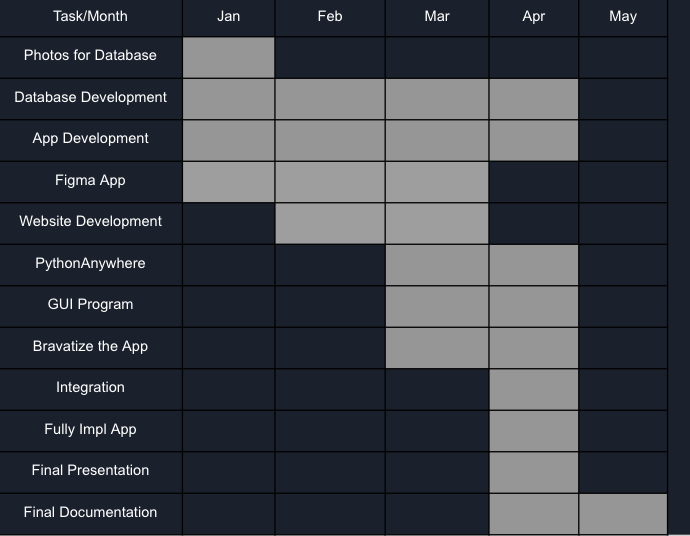 Task/Month Jan Feb Mar Apr May
Photos for Database
Database Development
App Development
Figma App
Website Development
PythonAnywhere
GUI Program
Bravatize the App
Integration
Fully Impl App
Final Presentation
Final Documentation